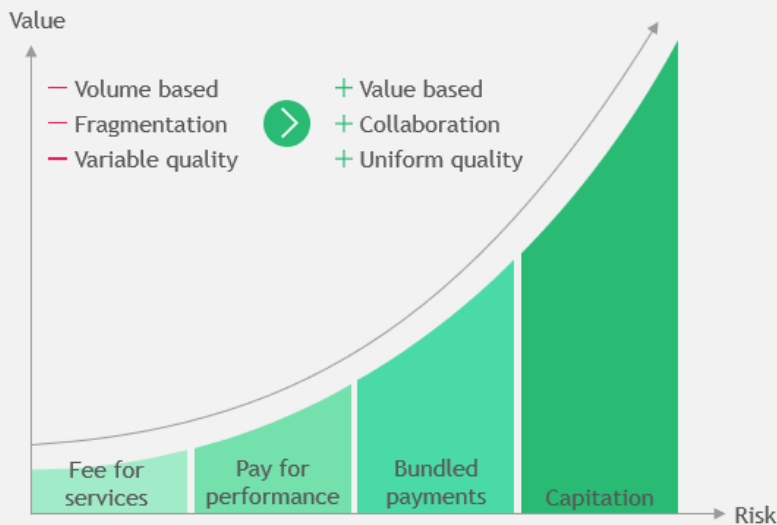 Value
— Volume based
— Fragmentation
— Variable quality
+ Value based
+ Collaboration
+ Uniform quality
Fee for
services
Pay for
performance
Bundled
payments
Capitation
Risk